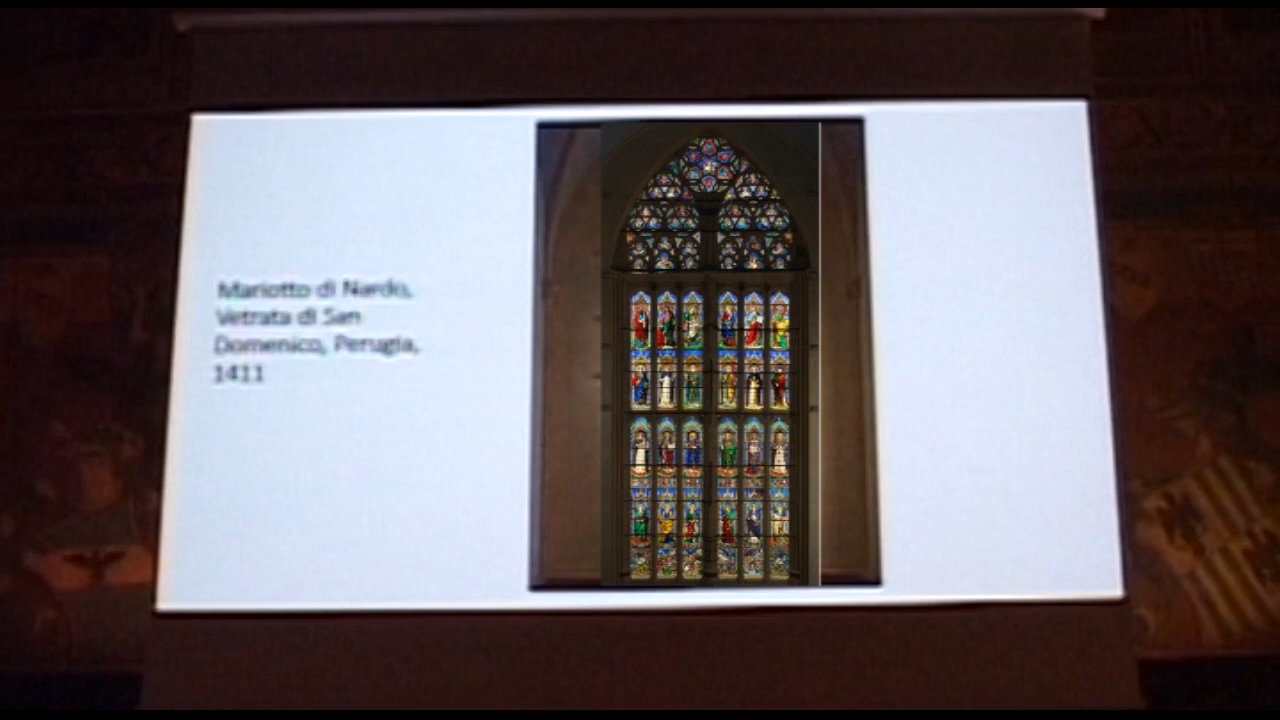 Mariotto di Nardo,
Vetrata di San
Domenico, Perugia,
1411